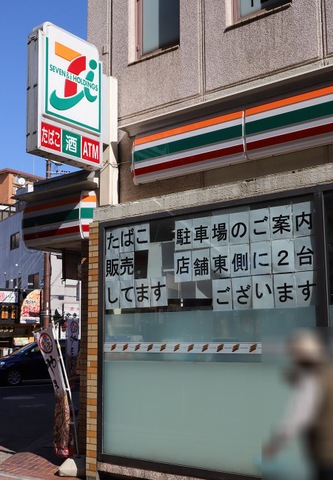 SEVEN & i HOLDINGS
たばこ 酒 ATM
たばこ
販売
してます
駐車場のご案内
店舗東側に2台
ございます